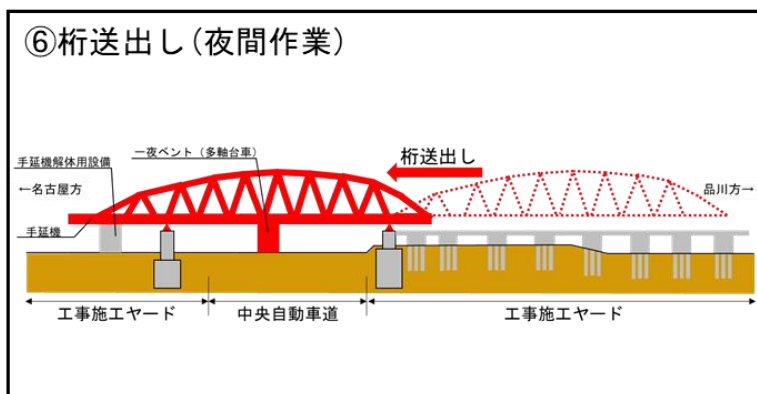 ⑥桁送出し(夜間作業)
一夜ベント(多軸台車)
桁送出し
手延機解体用設備
←名古屋方
品川方→
手延機
工事施工ヤード
中央自動車道
工事施工ヤード